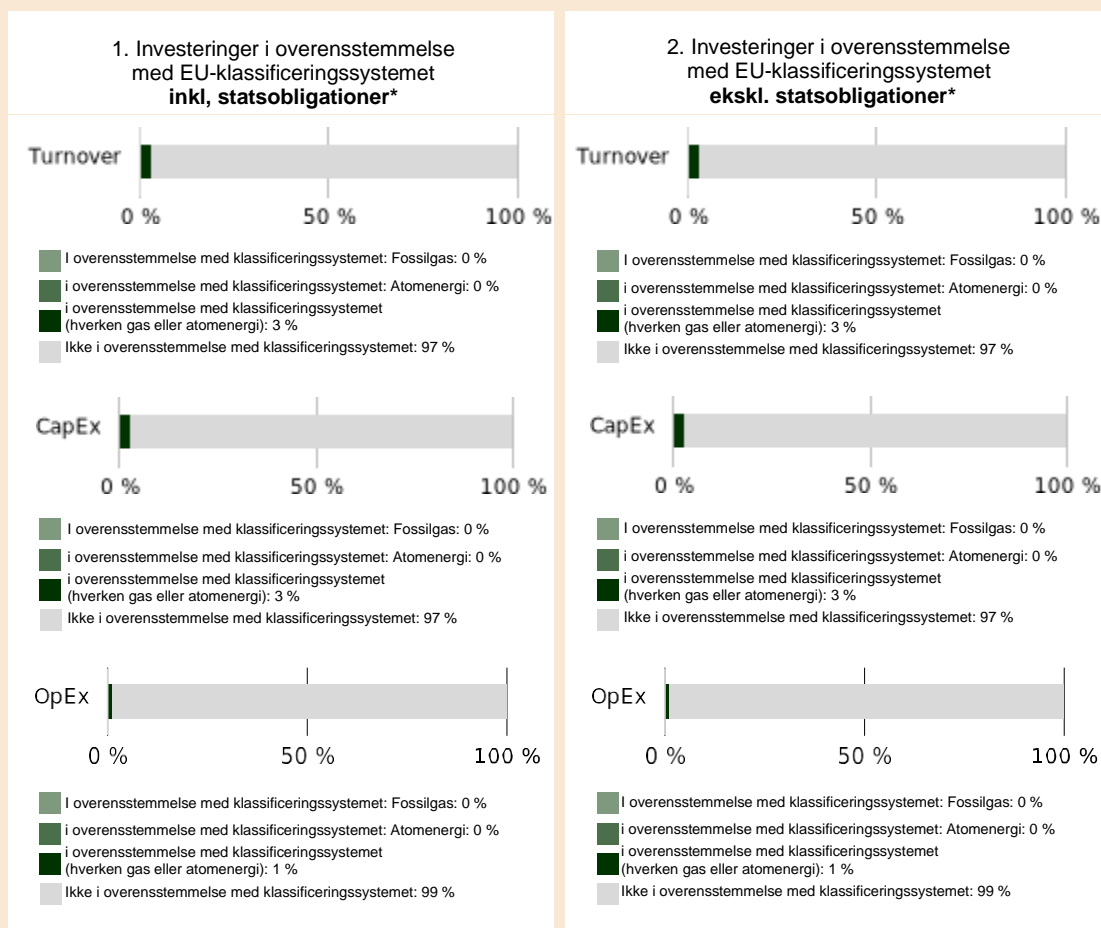 1. Investeringer i overensstemmelse
med EU-klassificeringssystemet
inkl, statsobligationer*
Turnover
0 %
50 %
100 %
I overensstemmelse med klassificeringssystemet: Fossilgas: 0 %
i overensstemmelse med klassificeringssystemet: Atomenergi: 0 %
i overensstemmelse med klassificeringssystemet
(hverken gas eller atomenergi): 3 %
Ikke i overensstemmelse med klassificeringssystemet: 97 %
CapEx
0 %
50 %
100 %
I overensstemmelse med klassificeringssystemet: Fossilgas: 0 %
i overensstemmelse med klassificeringssystemet: Atomenergi: 0 %
i overensstemmelse med klassificeringssystemet
(hverken gas eller atomenergi): 3 %
Ikke i overensstemmelse med klassificeringssystemet: 97 %
OpEx
0 %
50 %
100 %
I overensstemmelse med klassificeringssystemet: Fossilgas: 0 %
i overensstemmelse med klassificeringssystemet: Atomenergi: 0 %
i overensstemmelse med klassificeringssystemet
(hverken gas eller atomenergi): 1 %
Ikke i overensstemmelse med klassificeringssystemet: 99 %
2. Investeringer i overensstemmelse
med EU-klassificeringssystemet
ekskl. statsobligationer*
Turnover
0 %
50 %
100 %
I overensstemmelse med klassificeringssystemet: Fossilgas: 0 %
i overensstemmelse med klassificeringssystemet: Atomenergi: 0 %
i overensstemmelse med klassificeringssystemet
(hverken gas eller atomenergi): 3 %
Ikke i overensstemmelse med klassificeringssystemet: 97 %
CapEx
0 %
50 %
100 %
I overensstemmelse med klassificeringssystemet: Fossilgas: 0 %
i overensstemmelse med klassificeringssystemet: Atomenergi: 0 %
i overensstemmelse med klassificeringssystemet
(hverken gas eller atomenergi): 3 %
Ikke i overensstemmelse med klassificeringssystemet: 97 %
OpEx
0 %
50 %
100 %
I overensstemmelse med klassificeringssystemet: Fossilgas: 0 %
i overensstemmelse med klassificeringssystemet: Atomenergi: 0 %
i overensstemmelse med klassificeringssystemet
(hverken gas eller atomenergi): 1 %
Ikke i overensstemmelse med klassificeringssystemet: 99 %